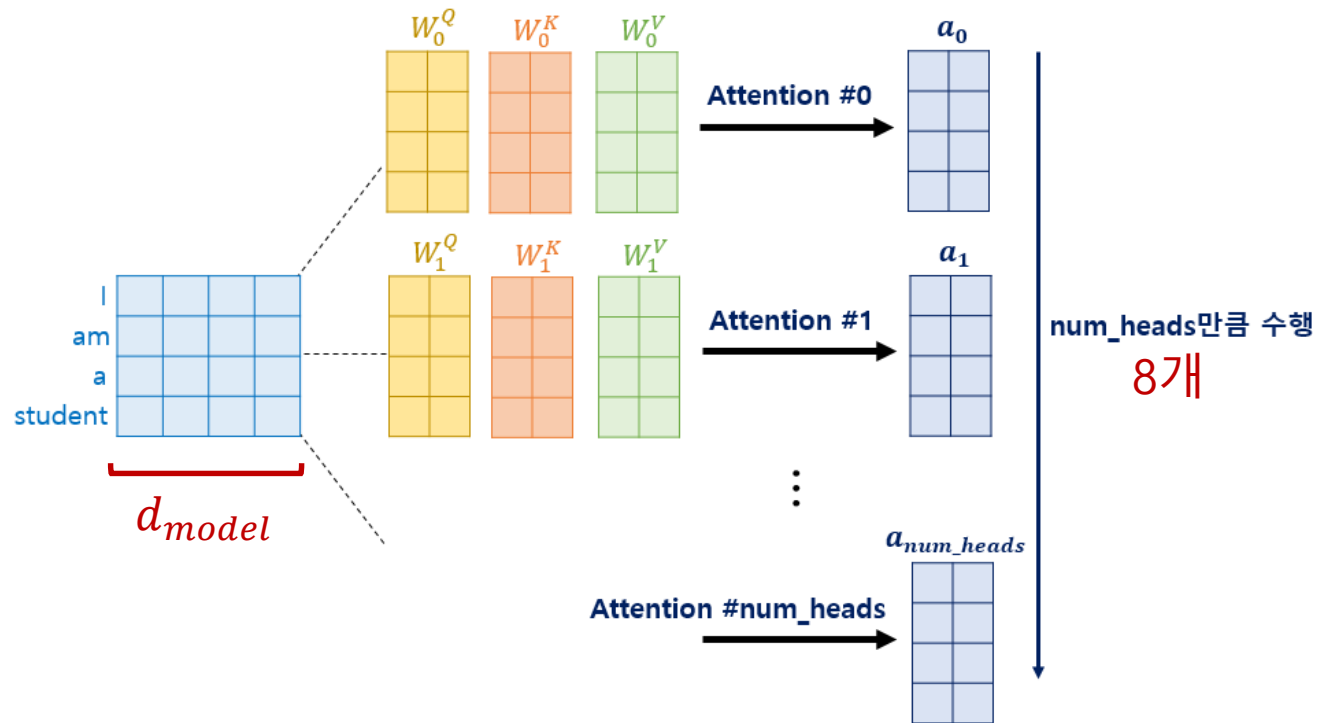 W_0^Q W_0^K W_0^V a_0
Attention #0
W_1^Q W_1^K W_1^V a_1
I
am
a
student
Attention #1
num_heads만큼 수행
8개
d_model
⋮
a_num_heads
Attention #num_heads